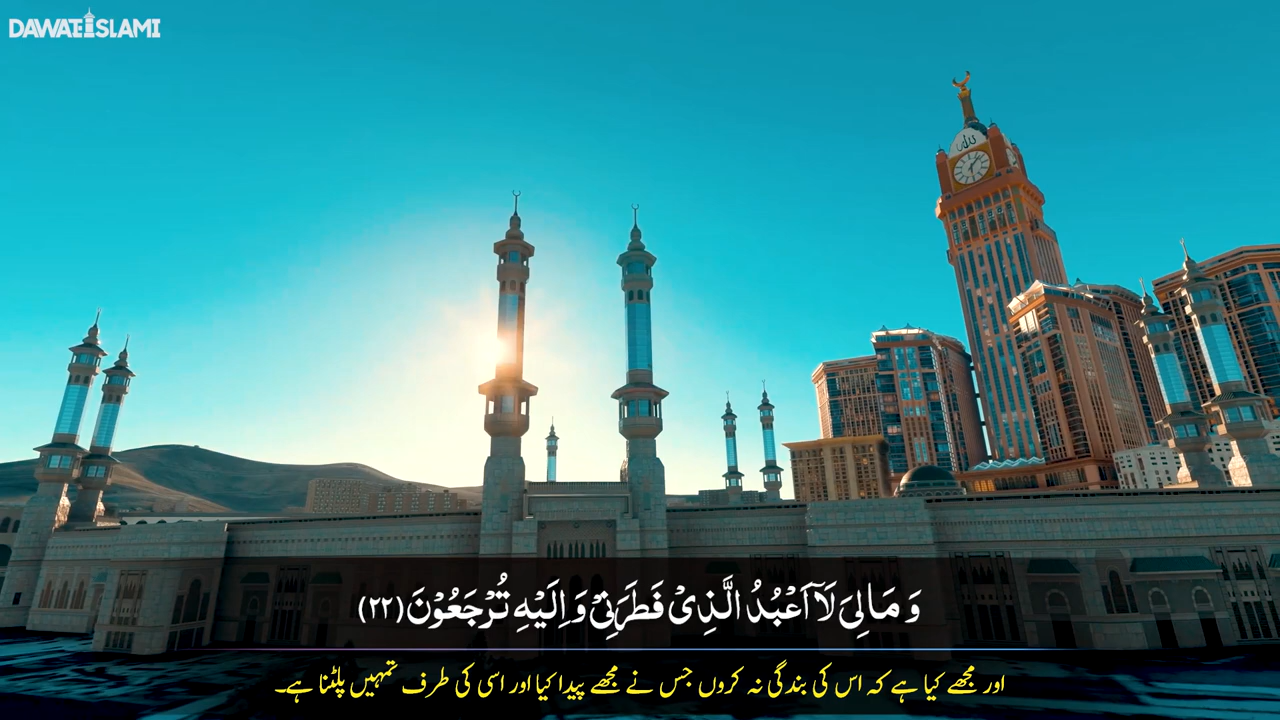 DAWATEISLAMI
الله
وَ مَالِیَ لَاۤ اَعْبُدُ الَّذِیْ فَطَرَنِیْ وَ اِلَیْهِ تُرْجَعُوْنَ(۲۲)
اور مجھے کیا ہے کہ اس کی بندگی نہ کروں جس نے مجھے پیدا کیا اور اسی کی طرف تمہیں پلٹنا ہے۔